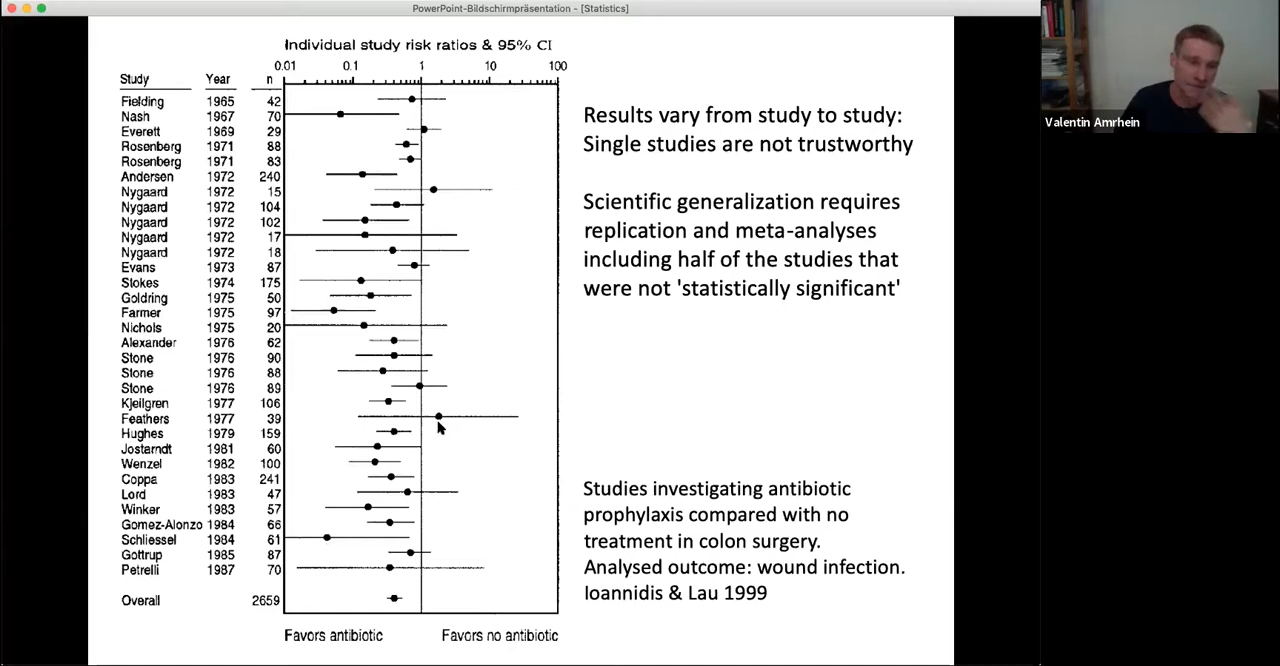 PowerPoint-Bildschirmpräsentation - [Statistics]
Individual study risk ratios & 95% CI
0.01 0.1 1 10 100
Study Year n
Fielding 1965 42
Nash 1967 70
Everett 1969 29
Rosenberg 1971 88
Rosenberg 1971 83
Andersen 1972 240
Nygaard 1972 15
Nygaard 1972 104
Nygaard 1972 102
Nygaard 1972 17
Nygaard 1972 18
Evans 1973 87
Stokes 1974 175
Goldring 1975 50
Farmer 1975 97
Nichols 1975 20
Alexander 1976 62
Stone 1976 90
Stone 1976 88
Stone 1976 89
Kjeilgren 1977 106
Feathers 1977 39
Hughes 1979 159
Jostarndt 1981 60
Wenzel 1982 100
Coppa 1983 241
Lord 1983 47
Winker 1983 57
Gomez-Alonzo 1984 66
Schliessel 1984 61
Gottrup 1985 87
Petrelli 1987 70
Overall 2659
Favors antibiotic Favors no antibiotic
Results vary from study to study:
Single studies are not trustworthy
Scientific generalization requires
replication and meta-analyses
including half of the studies that
were not 'statistically significant'
Studies investigating antibiotic
prophylaxis compared with no
treatment in colon surgery.
Analysed outcome: wound infection.
Ioannidis & Lau 1999
Valentin Amrhein